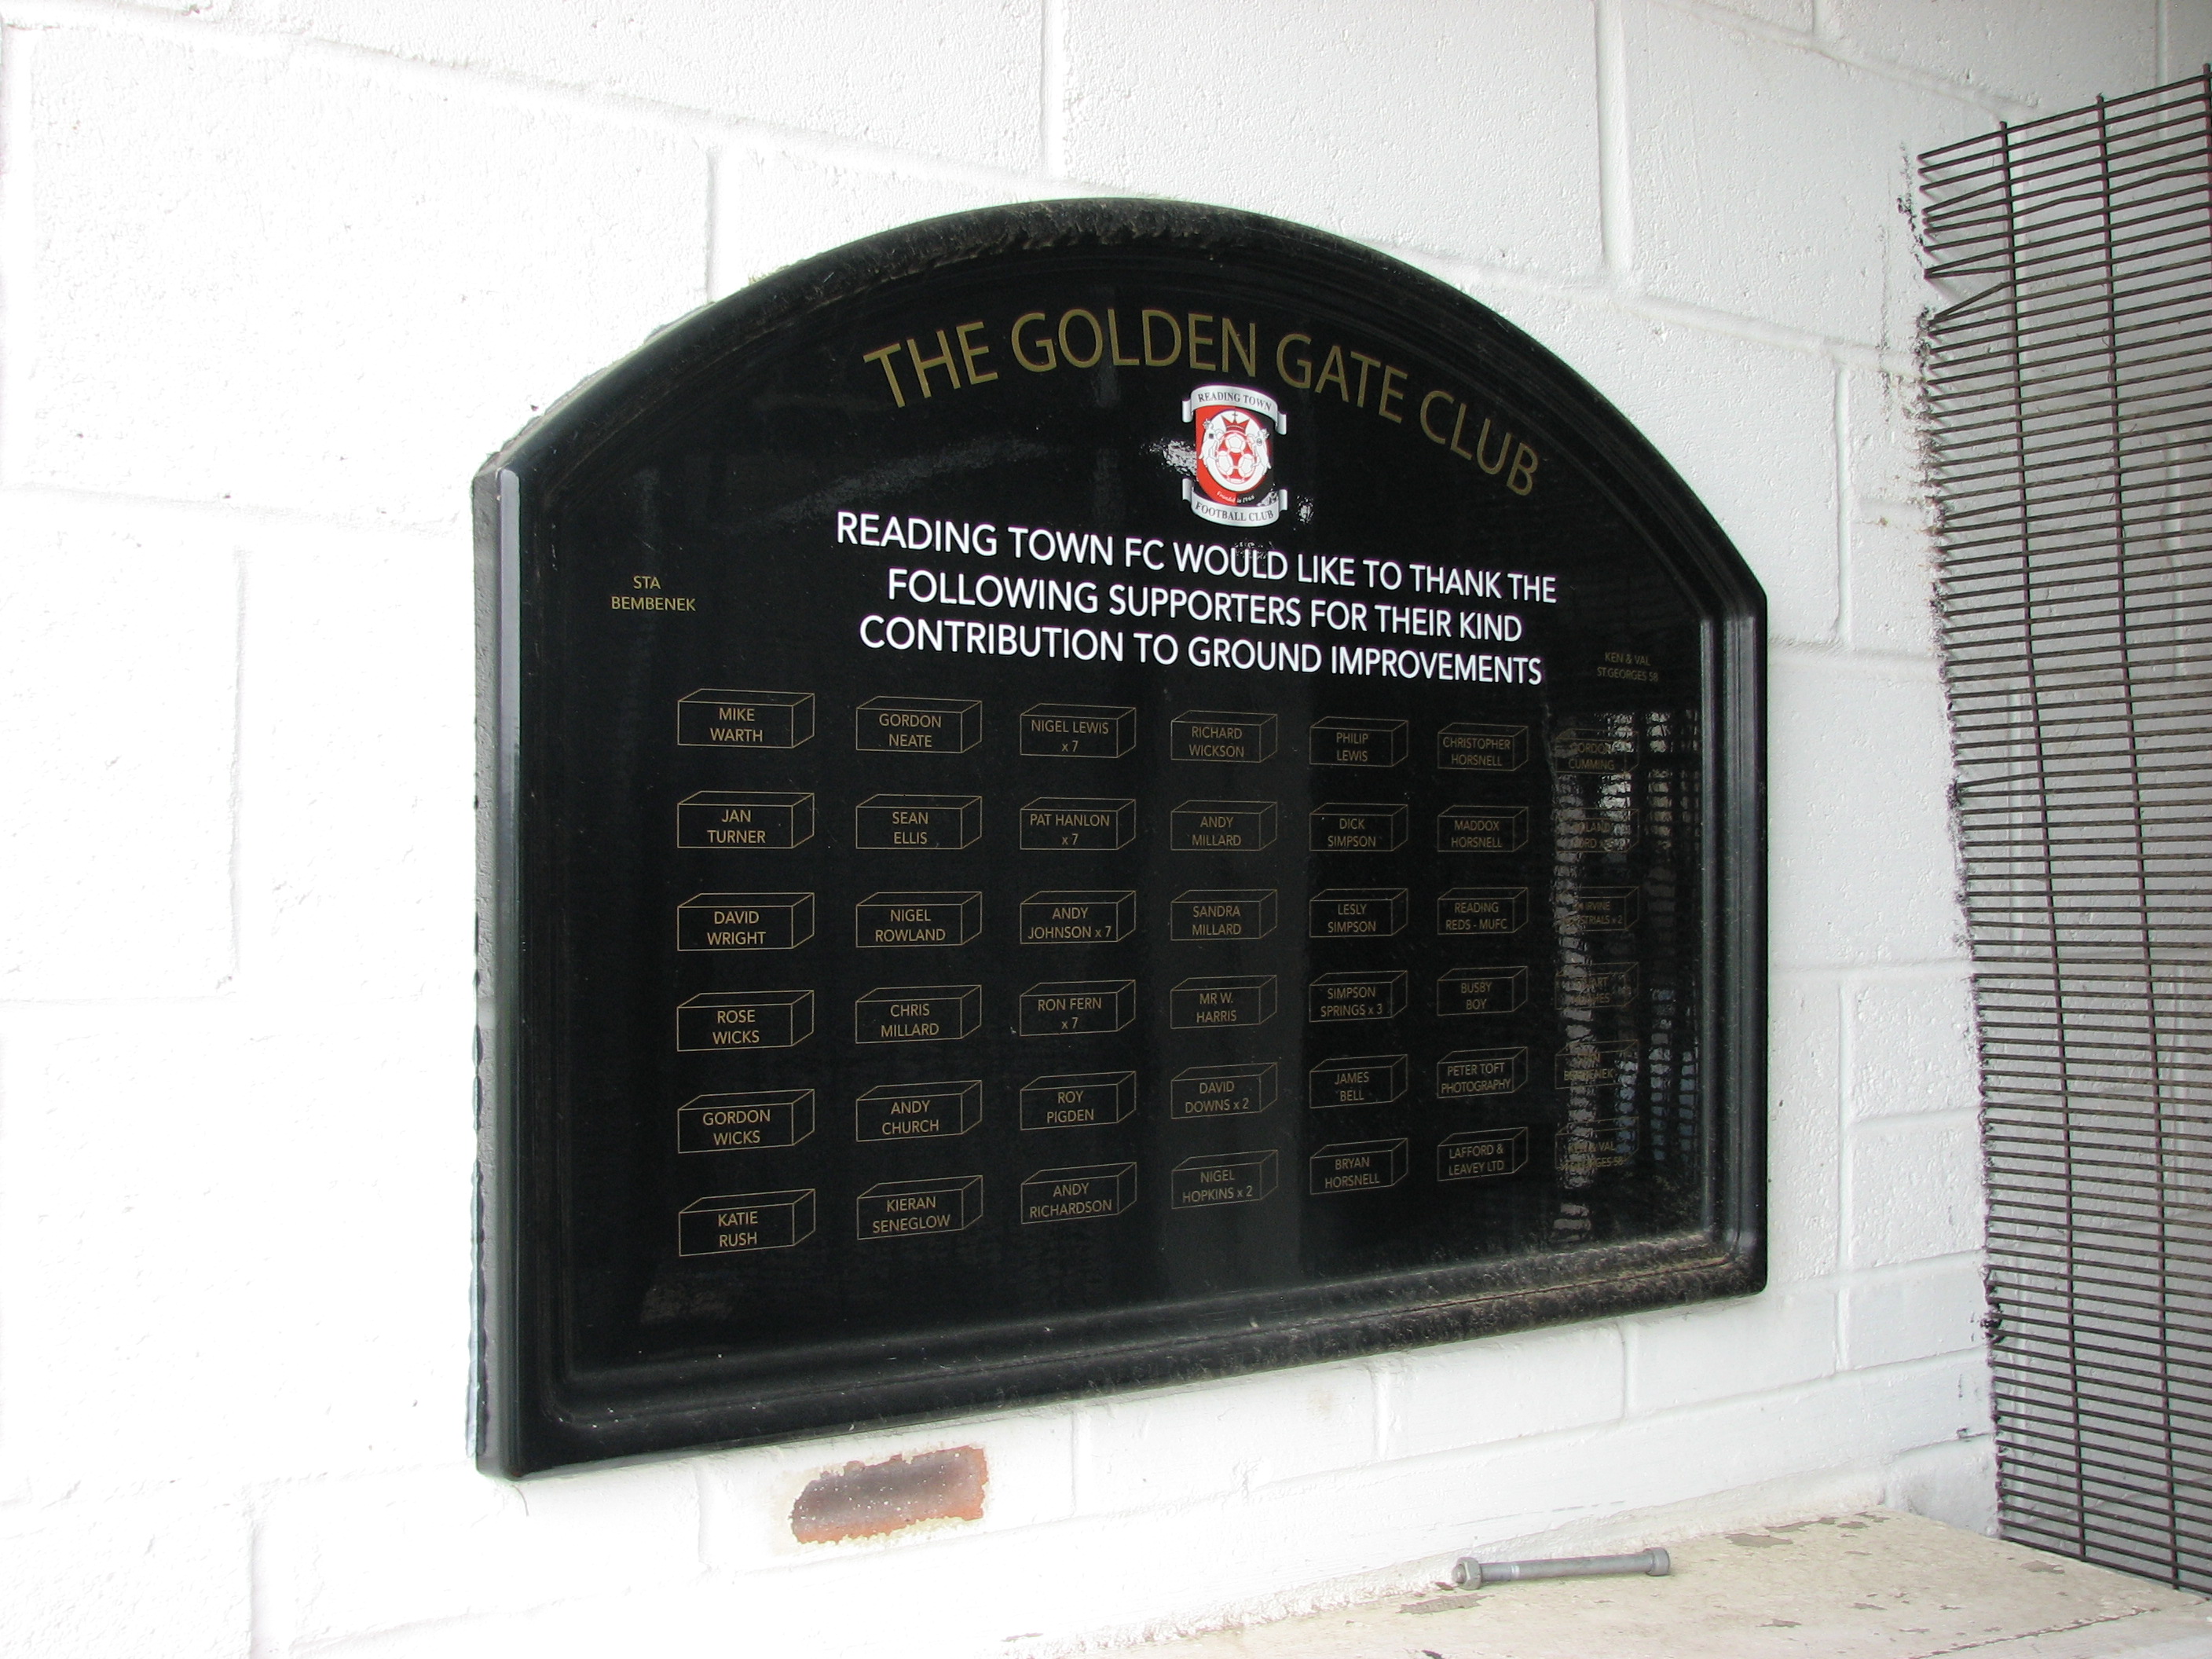 THE GOLDEN GATE CLUB
READING TOWN
FOOTBALL CLUB
READING TOWN FC WOULD LIKE TO THANK THE
FOLLOWING SUPPORTERS FOR THEIR KIND
CONTRIBUTION TO GROUND IMPROVEMENTS
STA
BEMBENEK
KEN & VAL
ST.GEORGES 58
MIKE
WARTH
GORDON
NEATE
NIGEL LEWIS
x 7
RICHARD
WICKSON
PHILIP
LEWIS
CHRISTOPHER
HORSNELL
GORDON
CUMMING
JAN
TURNER
SEAN
ELLIS
PAT HANLON
x 7
ANDY
MILLARD
DICK
SIMPSON
MADDOX
HORSNELL
DAVID
WRIGHT
NIGEL
ROWLAND
ANDY
JOHNSON x 7
SANDRA
MILLARD
LESLY
SIMPSON
READING
REDS - MUFC
IRVINE
ROSE
WICKS
CHRIS
MILLARD
RON FERN
x 7
MR W.
HARRIS
SIMPSON
SPRINGS x 3
BUSBY
BOY
GORDON
WICKS
ANDY
CHURCH
ROY
PIGDEN
DAVID
DOWNS x 2
JAMES
BELL
PETER TOFT
PHOTOGRAPHY
KATIE
RUSH
KIERAN
SENEGLOW
ANDY
RICHARDSON
NIGEL
HOPKINS x 2
BRYAN
HORSNELL
LAFFORD &
LEAVEY LTD
KEN & VAL